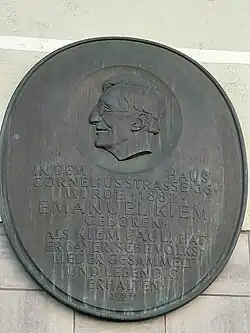 IN DEM HAUS
CORNELIUSSTRASSE
WURDE 1882
EMANUEL KIEM
GEBOREN.
ALS KIEM PAULI HAT
ER BAYERISCHE VOLKS-
LIEDER GESAMMELT
UND LEBENDIG
ERHALTEN.